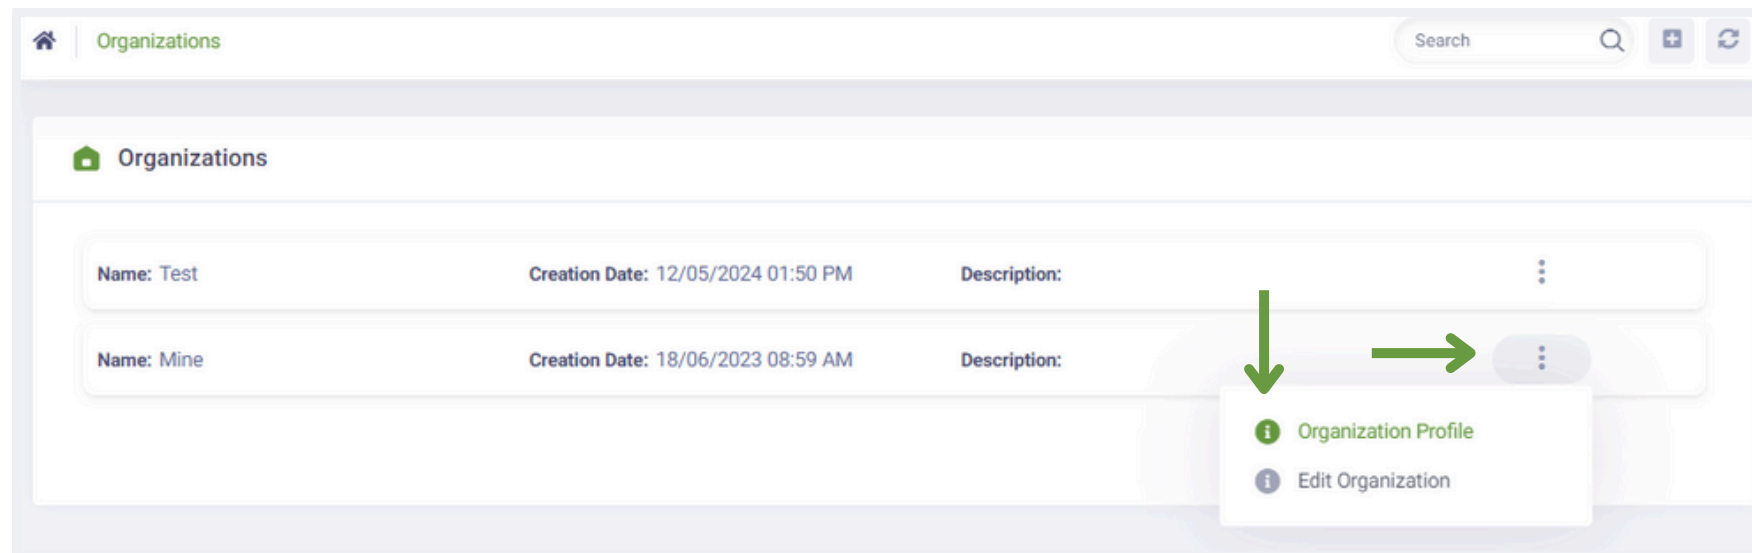 Organizations
Search
Organizations
Name: Test Creation Date: 12/05/2024 01:50 PM Description:
Name: Mine Creation Date: 18/06/2023 08:59 AM Description:
Organization Profile
Edit Organization